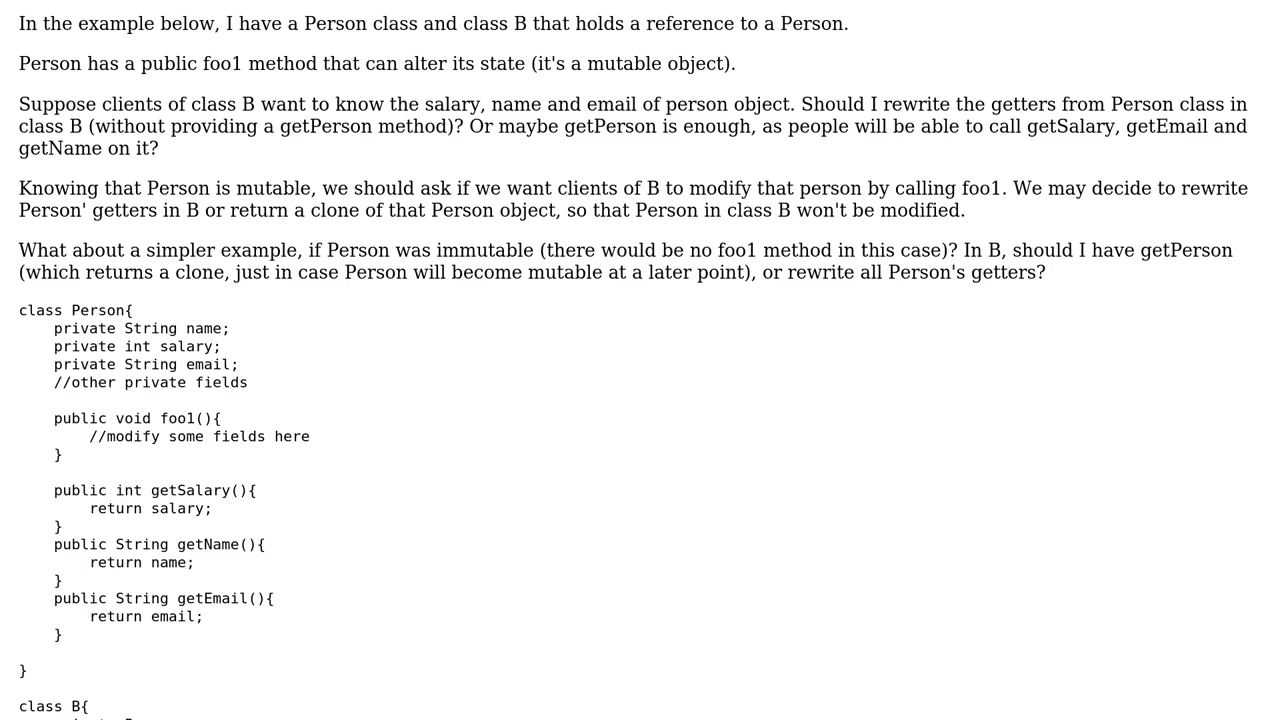 In the example below, I have a Person class and class B that holds a reference to a Person.
Person has a public foo1 method that can alter its state (it's a mutable object).
Suppose clients of class B want to know the salary, name and email of person object. Should I rewrite the getters from Person class in
class B (without providing a getPerson method)? Or maybe getPerson is enough, as people will be able to call getSalary, getEmail and
getName on it?
Knowing that Person is mutable, we should ask if we want clients of B to modify that person by calling foo1. We may decide to rewrite
Person' getters in B or return a clone of that Person object, so that Person in class B won't be modified.
What about a simpler example, if Person was immutable (there would be no foo1 method in this case)? In B, should I have getPerson
(which returns a clone, just in case Person will become mutable at a later point), or rewrite all Person's getters?
class Person{
    private String name;
    private int salary;
    private String email;
    //other private fields
    public void foo1(){
        //modify some fields here
    }
    public int getSalary(){
        return salary;
    }
    public String getName(){
        return name;
    }
    public String getEmail(){
        return email;
    }
}
class B{